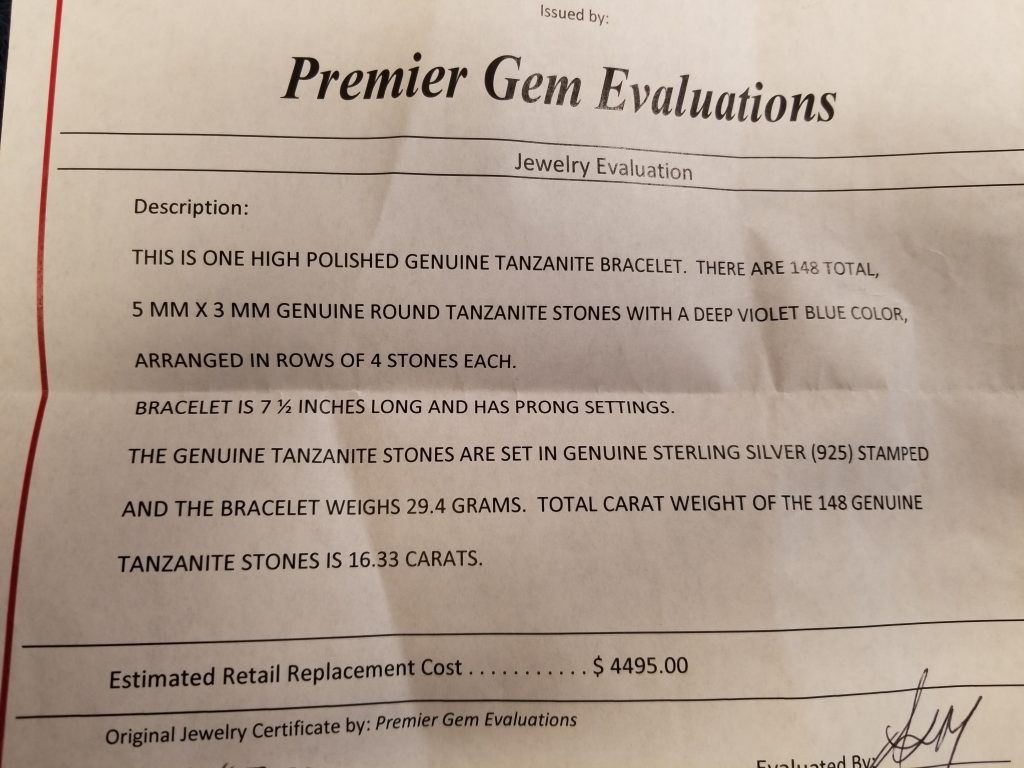 Issued by:
Premier Gem Evaluations
Jewelry Evaluation
Description:
THIS IS ONE HIGH POLISHED GENUINE TANZANITE BRACELET. THERE ARE 148 TOTAL,
5 MM X 3 MM GENUINE ROUND TANZANITE STONES WITH A DEEP VIOLET BLUE COLOR,
ARRANGED IN ROWS OF 4 STONES EACH.
BRACELET IS 7 ½ INCHES LONG AND HAS PRONG SETTINGS.
THE GENUINE TANZANITE STONES ARE SET IN GENUINE STERLING SILVER (925) STAMPED
AND THE BRACELET WEIGHS 29.4 GRAMS. TOTAL CARAT WEIGHT OF THE 148 GENUINE
TANZANITE STONES IS 16.33 CARATS.
Estimated Retail Replacement Cost . . . . . . . . . . . $ 4495.00
Original Jewelry Certificate by: Premier Gem Evaluations
Evaluated By: